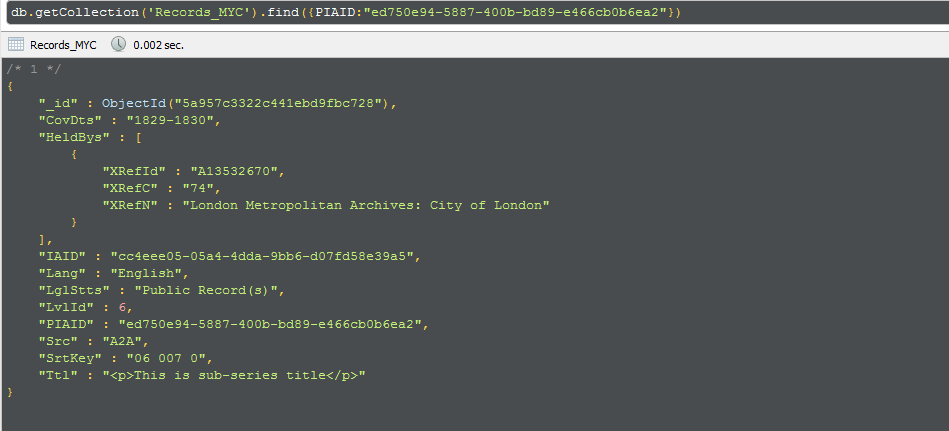 db.getCollection('Records_MYC').find({PIAID:"ed750e94-5887-400b-bd89-e466cb0b6ea2"})
Records_MYC 0.002 sec.
/* 1 */
{
    "_id" : ObjectId("5a957c3322c441ebd9fbc728"),
    "CovDts" : "1829-1830",
    "HeldBys" : [
        {
            "XRefId" : "A13532670",
            "XRefC" : "74",
            "XRefN" : "London Metropolitan Archives: City of London"
        }
    ],
    "IAID" : "cc4eee05-05a4-4dda-9bb6-d07fd58e39a5",
    "Lang" : "English",
    "LglStts" : "Public Record(s)",
    "LvlId" : 6,
    "PIAID" : "ed750e94-5887-400b-bd89-e466cb0b6ea2",
    "Src" : "A2A",
    "SrtKey" : "06 007 0",
    "Ttl" : "<p>This is sub-series title</p>"
}